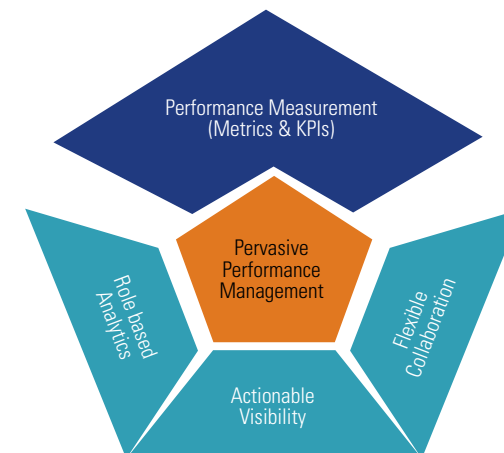 Performance Measurement
(Metrics & KPIs)
Pervasive
Performance
Management
Role based
Analytics
Flexible
Collaboration
Actionable
Visibility